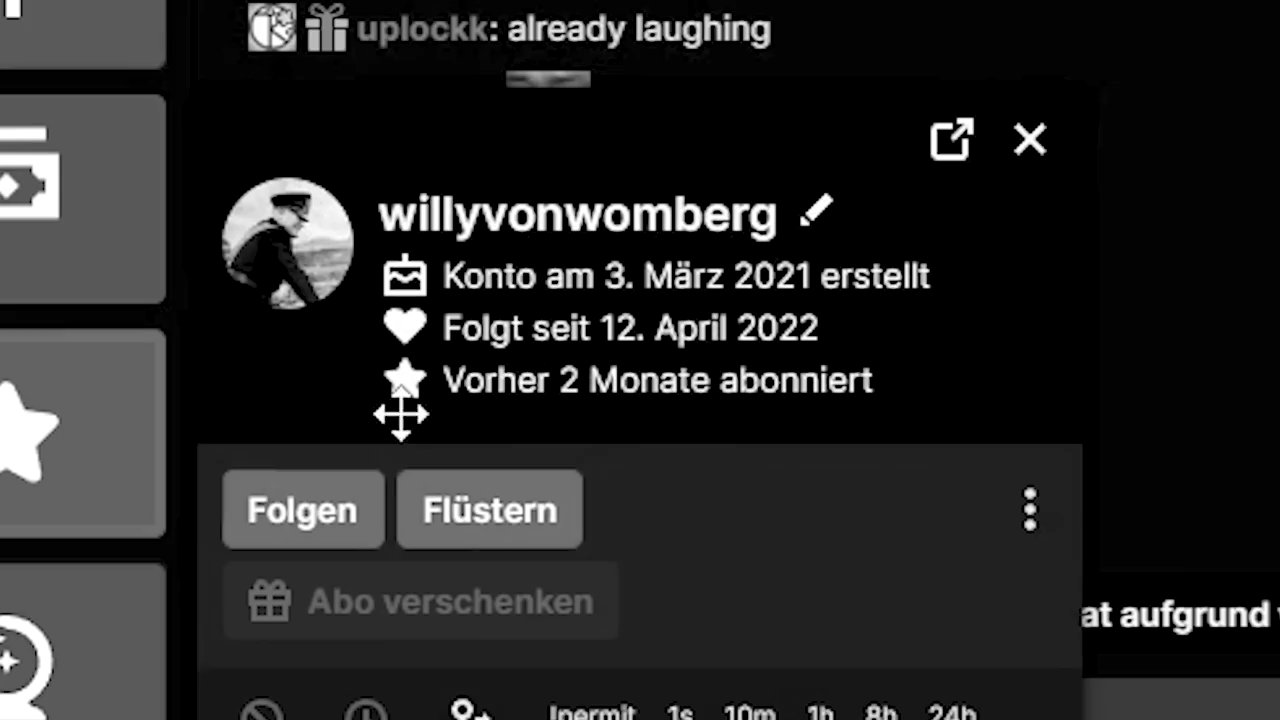 uplockk: already laughing
willyvonwomberg
Konto am 3. März 2021 erstellt
Folgt seit 12. April 2022
Vorher 2 Monate abonniert
Folgen
Flüstern
Abo verschenken
at aufgrund
!permit 1s 10m 1h 8h 24h